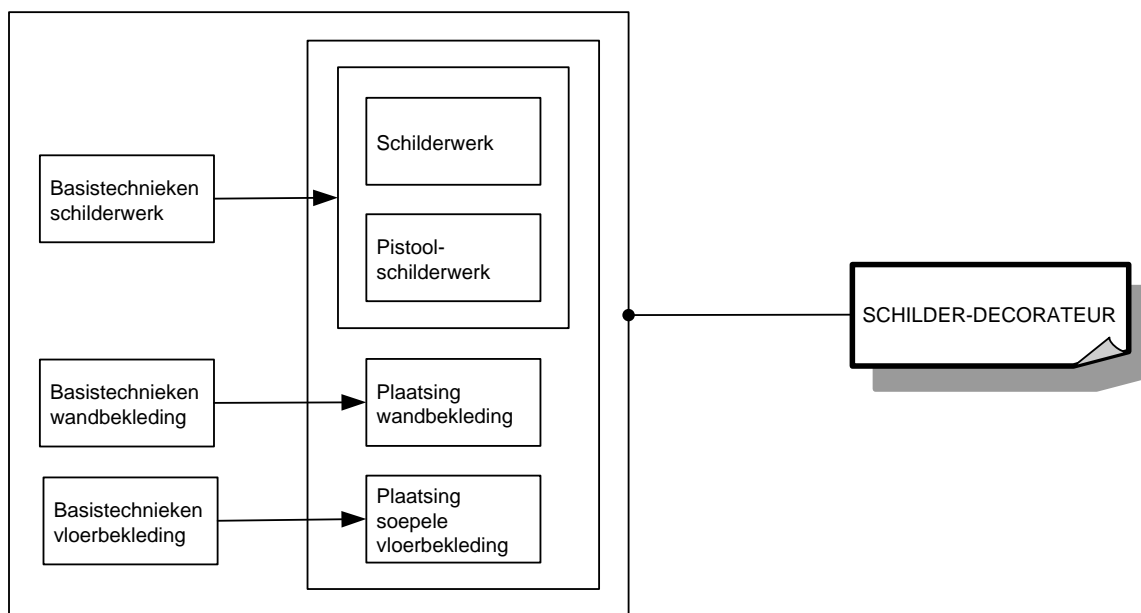 Schilderwerk
Basistechnieken
schilderwerk
Pistool-
schilderwerk
SCHILDER-DECORATEUR
Basistechnieken
wandbekleding
Plaatsing
wandbekleding
Basistechnieken
vloerbekleding
Plaatsing
soepele
vloerbekleding